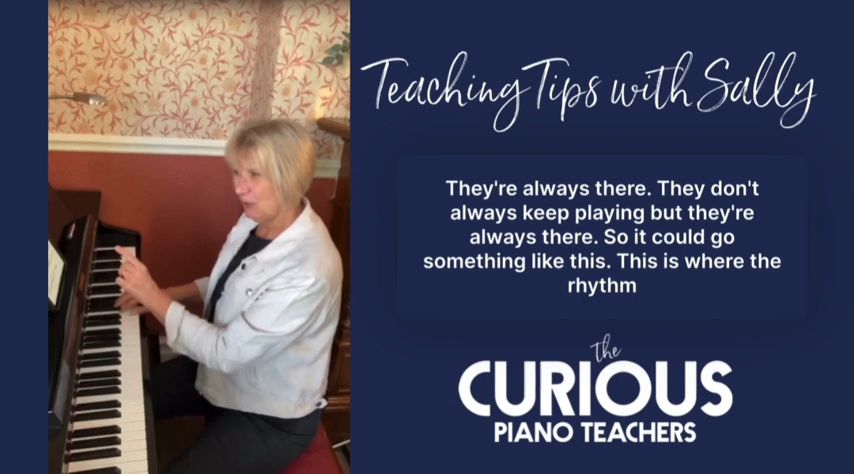 Teaching Tips with Sally
They're always there. They don't
always keep playing but they're
always there. So it could go
something like this. This is where the
rhythm
the
CURIOUS
PIANO TEACHERS